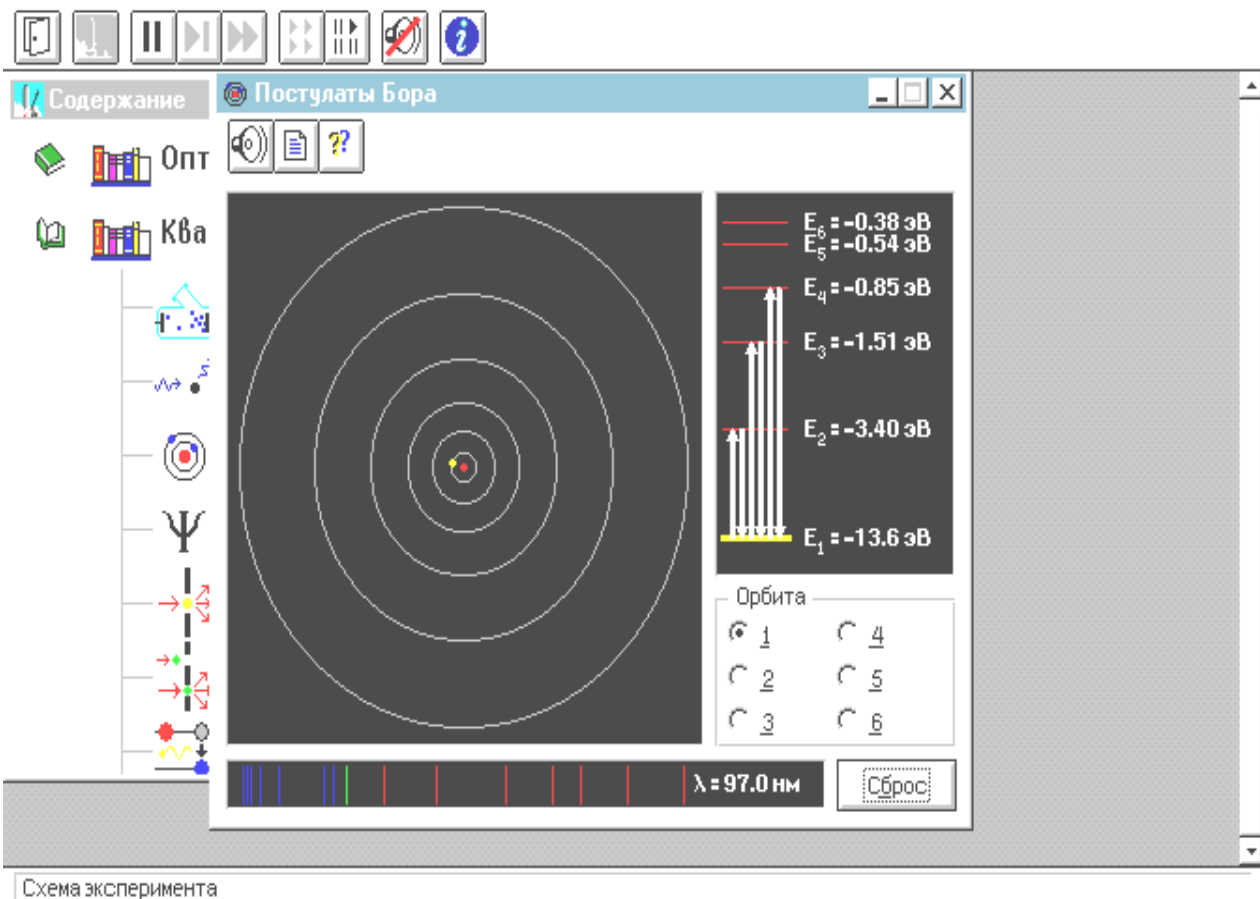 Содержание
Постулаты Бора
Опт
Ква
E6 = -0.38 эВ
E5 = -0.54 эВ
E4 = -0.85 эВ
E3 = -1.51 эВ
E2 = -3.40 эВ
E1 = -13.6 эВ
Орбита
1 4
2 5
3 6
λ = 97.0 нм
Сброс
Схема эксперимента